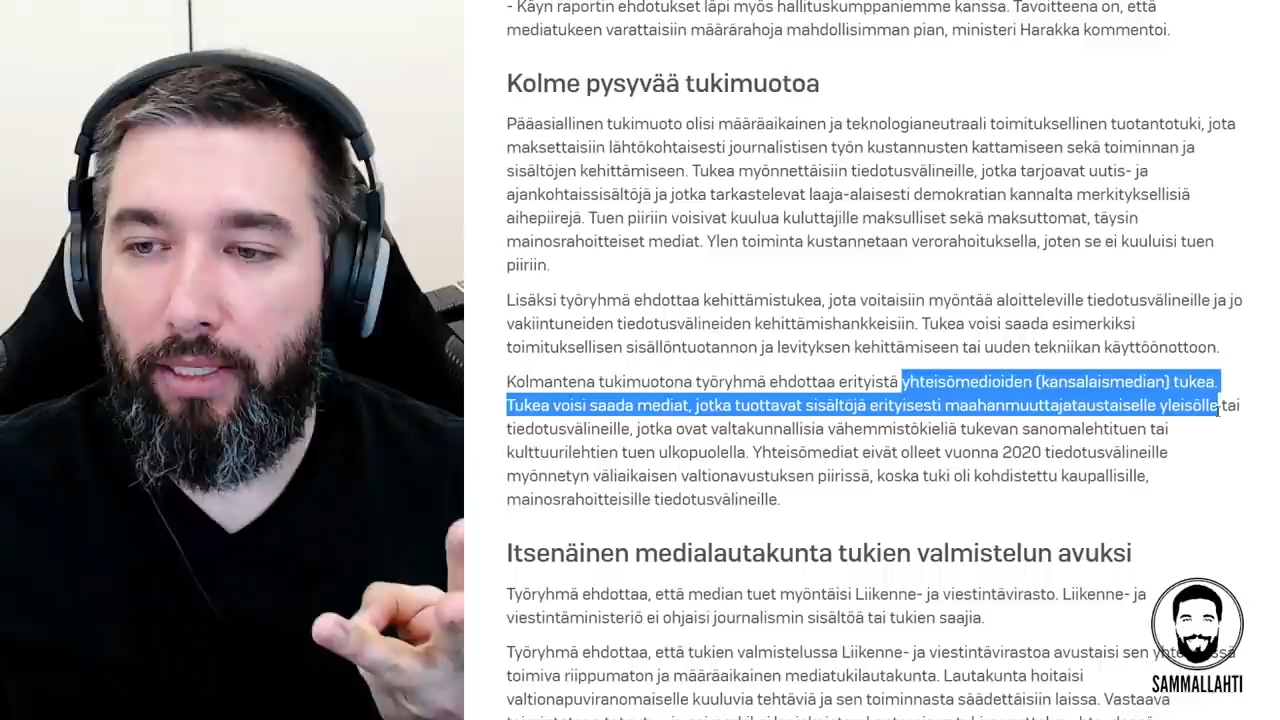 - Käyn raportin ehdotukset läpi myös hallituskumppaniemme kanssa. Tavoitteena on, että
mediatukeen varattaisiin määrärahoja mahdollisimman pian, ministeri Harakka kommentoi.
Kolme pysyvää tukimuotoa
Pääasiallinen tukimuoto olisi määräaikainen ja teknologianeutraali toimituksellinen tuotantotuki, jota
maksettaisiin lähtökohtaisesti journalistisen työn kustannusten kattamiseen sekä toiminnan ja
sisältöjen kehittämiseen. Tukea myönnettäisiin tiedotusvälineille, jotka tarjoavat uutis- ja
ajankohtaissisältöjä ja jotka tarkastelevat laaja-alaisesti demokratian kannalta merkityksellisiä
aihepiirejä. Tuen piiriin voisivat kuulua kuluttajille maksulliset sekä maksuttomat, täysin
mainosrahoitteiset mediat. Ylen toiminta kustannetaan verorahoituksella, joten se ei kuuluisi tuen
piiriin.
Lisäksi työryhmä ehdottaa kehittämistukea, jota voitaisiin myöntää aloitteleville tiedotusvälineille ja jo
vakiintuneiden tiedotusvälineiden kehittämishankkeisiin. Tukea voisi saada esimerkiksi
toimituksellisen sisällöntuotannon ja levityksen kehittämiseen tai uuden tekniikan käyttöönottoon.
Kolmantena tukimuotona työryhmä ehdottaa erityistä yhteisömedioiden (kansalaismedian) tukea.
Tukea voisi saada mediat, jotka tuottavat sisältöjä erityisesti maahanmuuttajataustaiselle yleisölle tai
tiedotusvälineille, jotka ovat valtakunnallisia vähemmistökieliä tukevan sanomalehtituen tai
kulttuurilehtien tuen ulkopuolella. Yhteisömediat eivät olleet vuonna 2020 tiedotusvälineille
myönnetyn väliaikaisen valtionavustuksen piirissä, koska tuki oli kohdistettu kaupallisille,
mainosrahoitteisille tiedotusvälineille.
Itsenäinen medialautakunta tukien valmistelun avuksi
Työryhmä ehdottaa, että median tuet myöntäisi Liikenne- ja viestintävirasto. Liikenne- ja
viestintäministeriö ei ohjaisi journalismin sisältöä tai tukien saajia.
Työryhmä ehdottaa, että tukien valmistelussa Liikenne- ja viestintävirastoa avustaisi sen
toimiva riippumaton ja määräaikainen mediatukilautakunta. Lautakunta hoitaisi
valtionapuviranomaiselle kuuluvia tehtäviä ja sen toiminnasta säädettäisiin laissa. Vastaava
SAMMALLAHTI